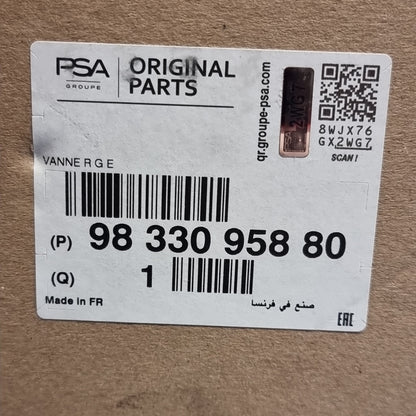 PSA
GROUPE
ORIGINAL
PARTS
qr.groupe-psa.com
2WG7
8WJX76
GX2WG7
SCAN!
VANNE R G E
(P) 98 330 958 80
(Q) 1
Made in FR
صنع في فرنسا
EAC